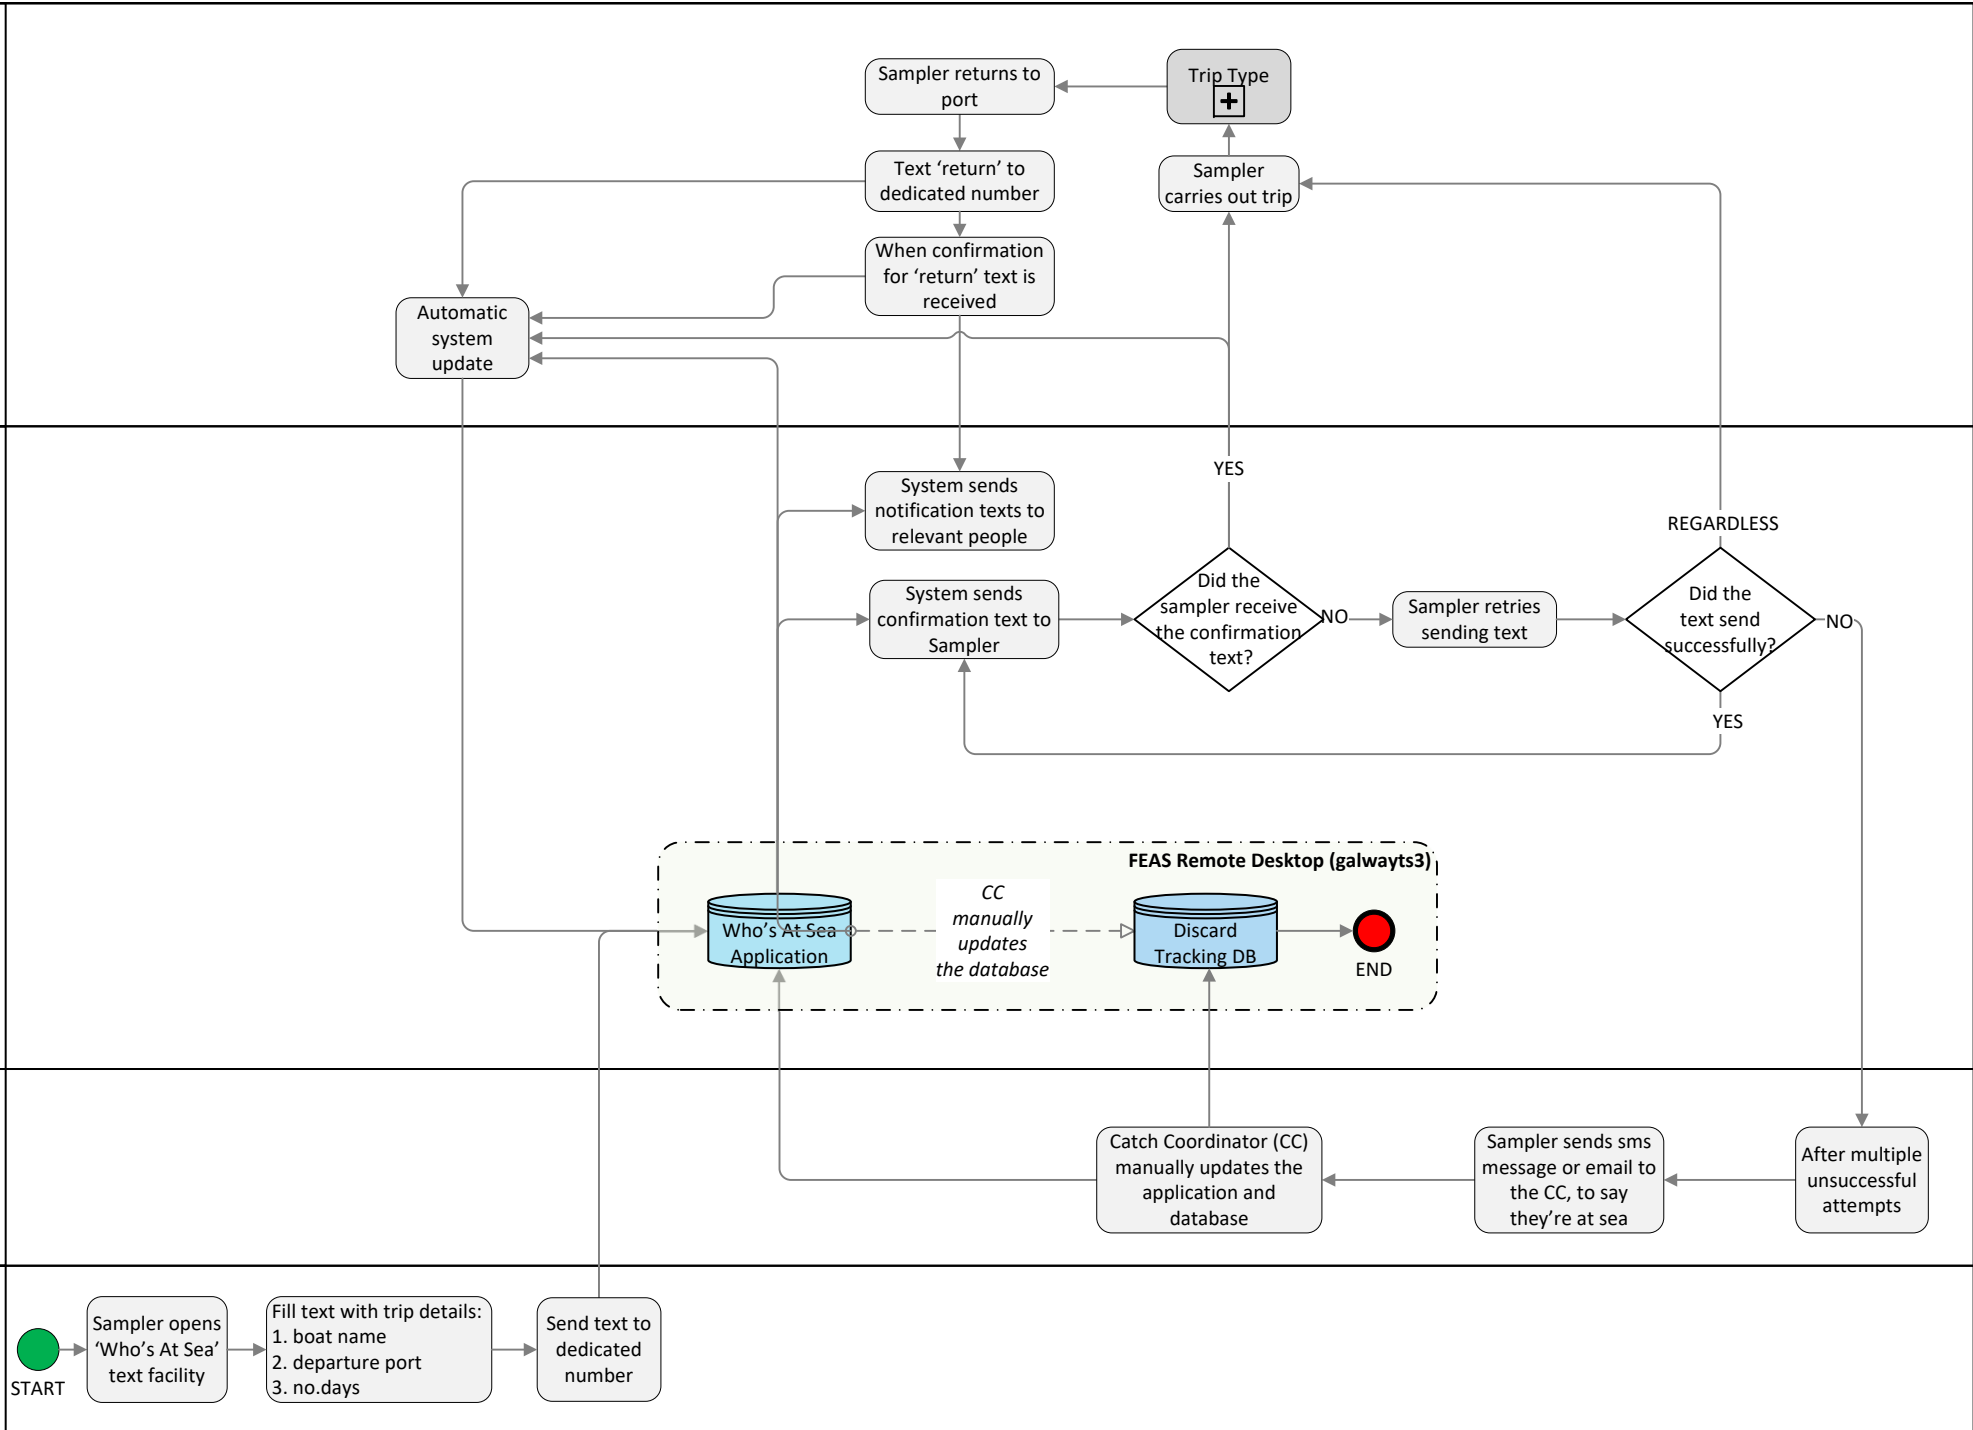 Sampler returns to
port
Trip Type
Text ‘return’ to
dedicated number
Sampler
carries out trip
When confirmation
for ‘return’ text is
received
Automatic
system
update
YES
System sends
notification texts to
relevant people
REGARDLESS
System sends
confirmation text to
Sampler
Did the
sampler receive
the confirmation
text?
NO
Sampler retries
sending text
Did the
text send
successfully?
NO
YES
FEAS Remote Desktop (galwayts3)
Who’s At Sea
Application
CC
manually
updates
the database
Discard
Tracking DB
END
Catch Coordinator (CC)
manually updates the
application and
database
Sampler sends sms
message or email to
the CC, to say
they’re at sea
After multiple
unsuccessful
attempts
START
Sampler opens
‘Who’s At Sea’
text facility
Fill text with trip details:
1. boat name
2. departure port
3. no.days
Send text to
dedicated
number